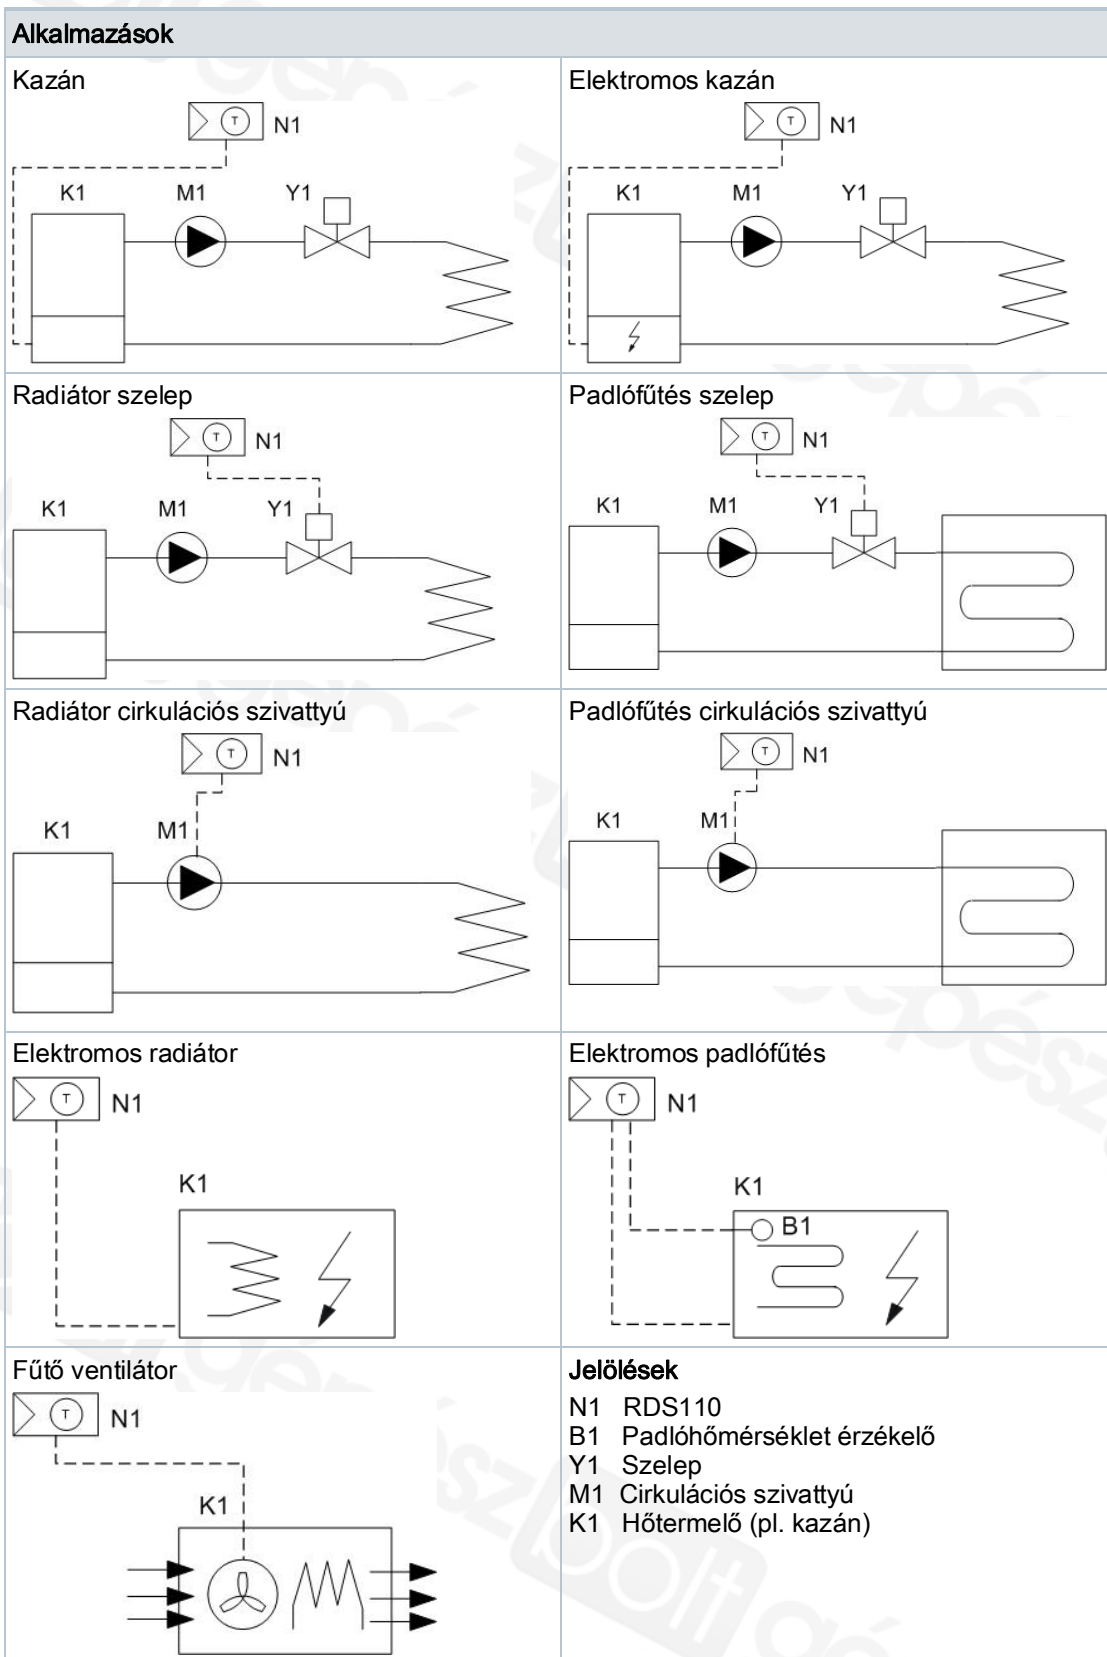 Alkalmazások
Kazán
N1
K1 M1 Y1
T
Elektromos kazán
N1
K1 M1 Y1
T
Radiátor szelep
N1
K1 M1 Y1
T
Padlófűtés szelep
N1
K1 M1 Y1
T
Radiátor cirkulációs szivattyú
N1
K1 M1
T
Padlófűtés cirkulációs szivattyú
N1
K1 M1
T
Elektromos radiátor
T N1
K1
Elektromos padlófűtés
T N1
K1
B1
Fűtő ventilátor
T N1
K1
Jelölések
N1 RDS110
B1 Padlóhőmérséklet érzékelő
Y1 Szelep
M1 Cirkulációs szivattyú
K1 Hőtermelő (pl. kazán)